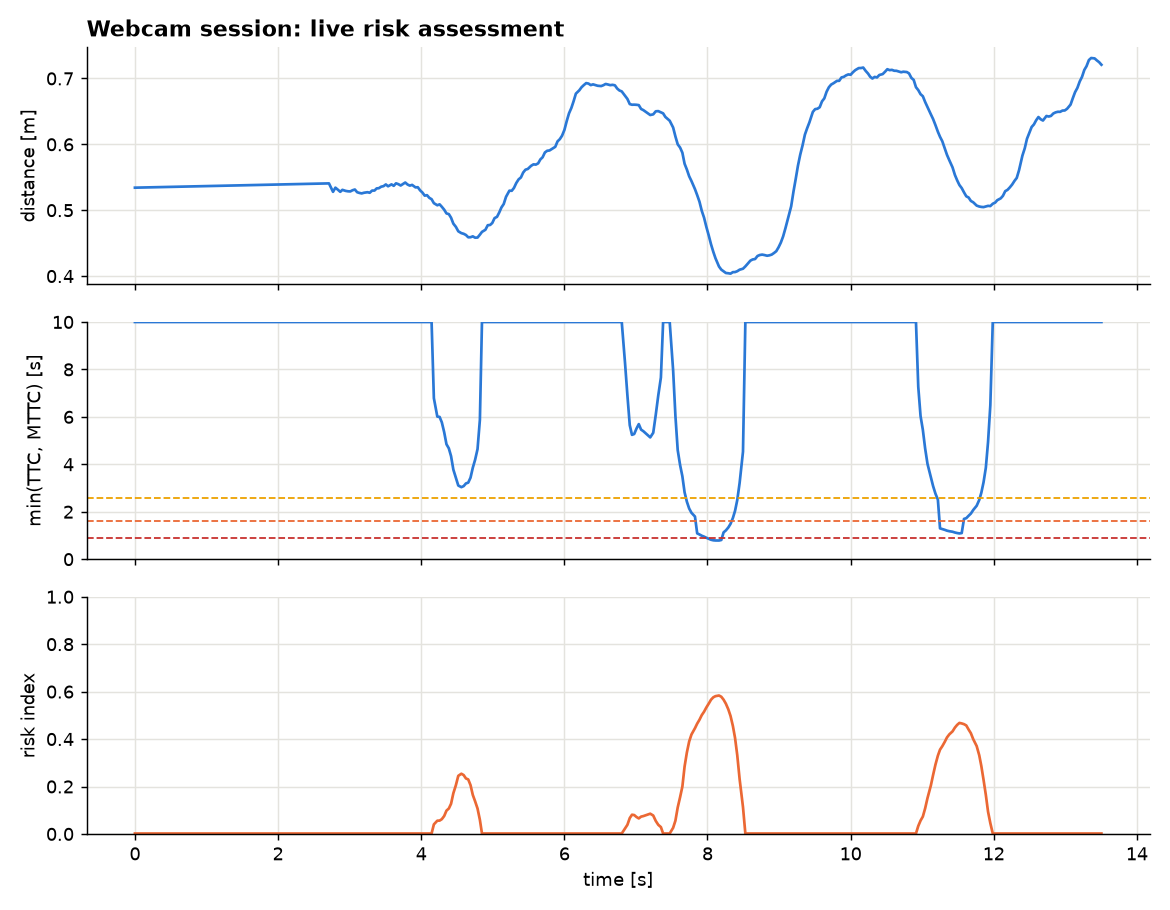 Webcam session: live risk assessment
distance [m]
0.7
0.6
0.5
0.4
min(TTC, MTTC) [s]
10
8
6
4
2
0
risk index
1.0
0.8
0.6
0.4
0.2
0.0
0 2 4 6 8 10 12 14
time [s]